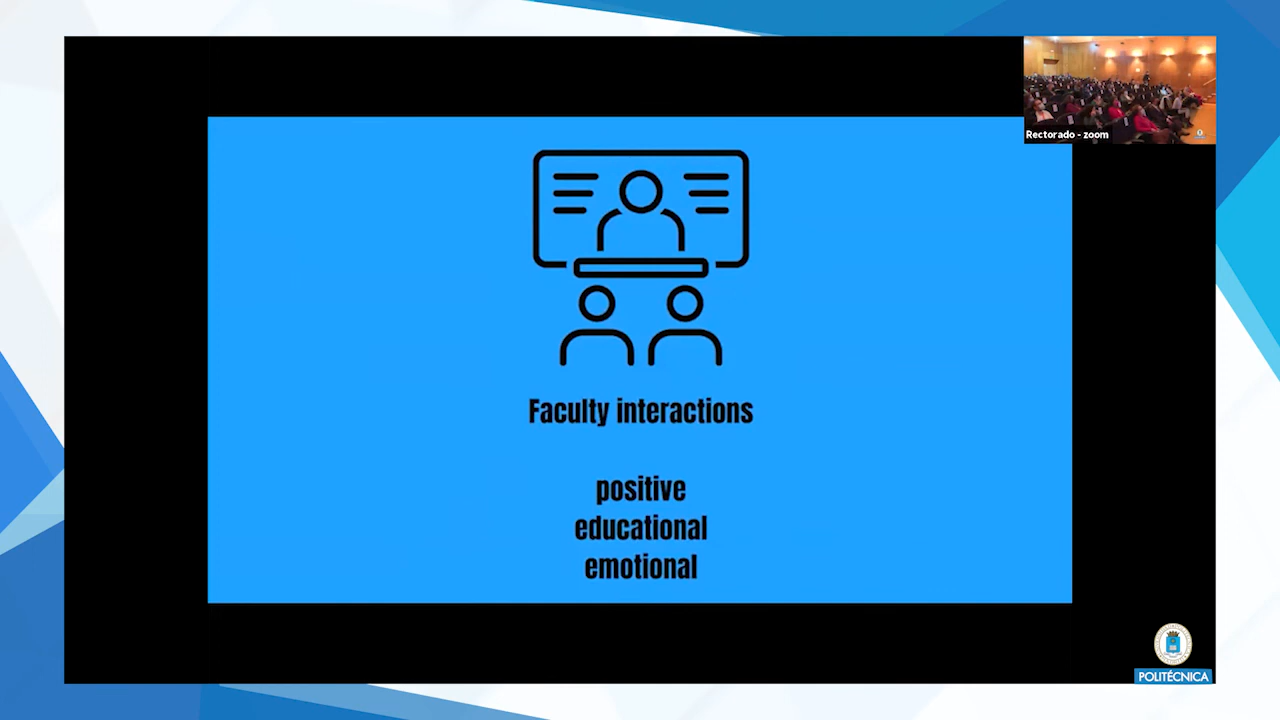 Rectorado - zoom
Faculty interactions
positive
educational
emotional
POLITÉCNICA